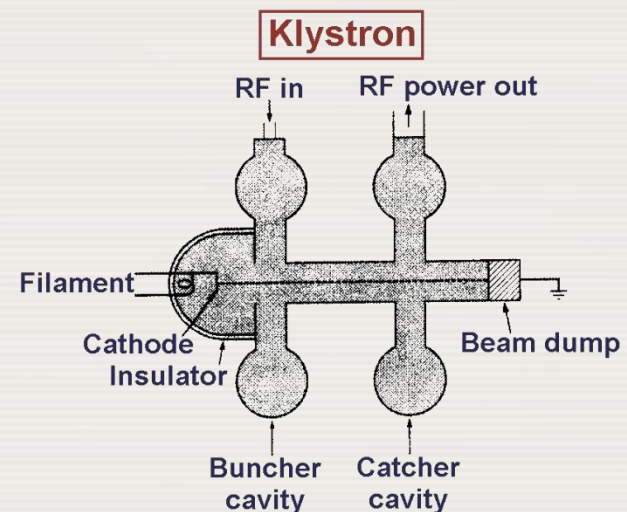 Klystron
RF in
RF power out
Filament
Cathode
Insulator
Beam dump
Buncher
cavity
Catcher
cavity